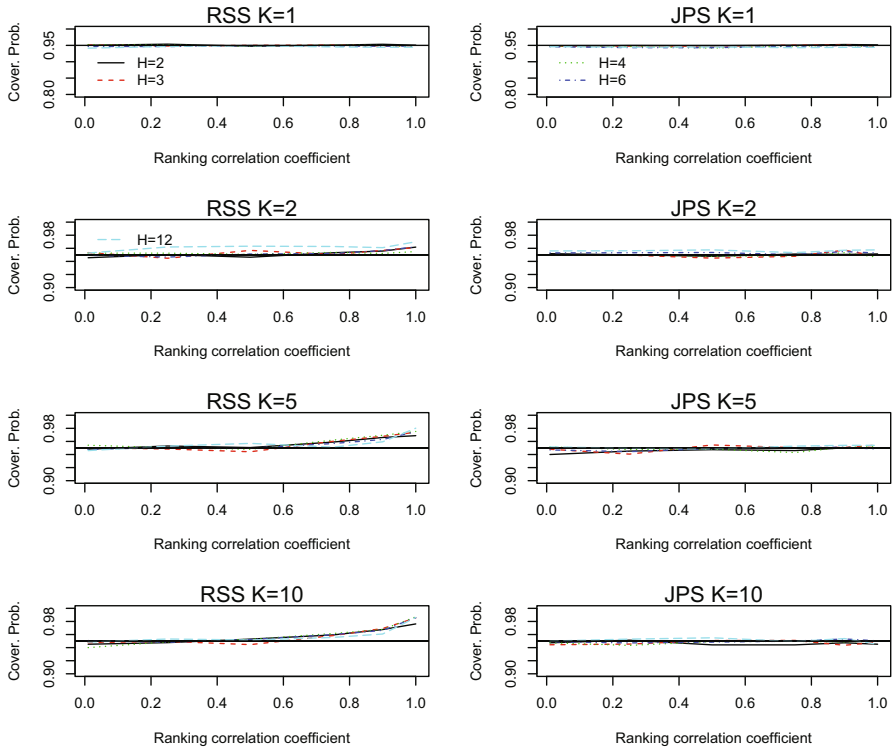 RSS K=1
JPS K=1
Cover. Prob.
0.95
0.80
H=2
H=3
0.0 0.2 0.4 0.6 0.8 1.0
Ranking correlation coefficient
Cover. Prob.
0.95
0.80
H=4
H=6
0.0 0.2 0.4 0.6 0.8 1.0
Ranking correlation coefficient
RSS K=2
JPS K=2
Cover. Prob.
0.98
0.90
H=12
0.0 0.2 0.4 0.6 0.8 1.0
Ranking correlation coefficient
Cover. Prob.
0.98
0.90
0.0 0.2 0.4 0.6 0.8 1.0
Ranking correlation coefficient
RSS K=5
JPS K=5
Cover. Prob.
0.98
0.90
0.0 0.2 0.4 0.6 0.8 1.0
Ranking correlation coefficient
Cover. Prob.
0.98
0.90
0.0 0.2 0.4 0.6 0.8 1.0
Ranking correlation coefficient
RSS K=10
JPS K=10
Cover. Prob.
0.98
0.90
0.0 0.2 0.4 0.6 0.8 1.0
Ranking correlation coefficient
Cover. Prob.
0.98
0.90
0.0 0.2 0.4 0.6 0.8 1.0
Ranking correlation coefficient